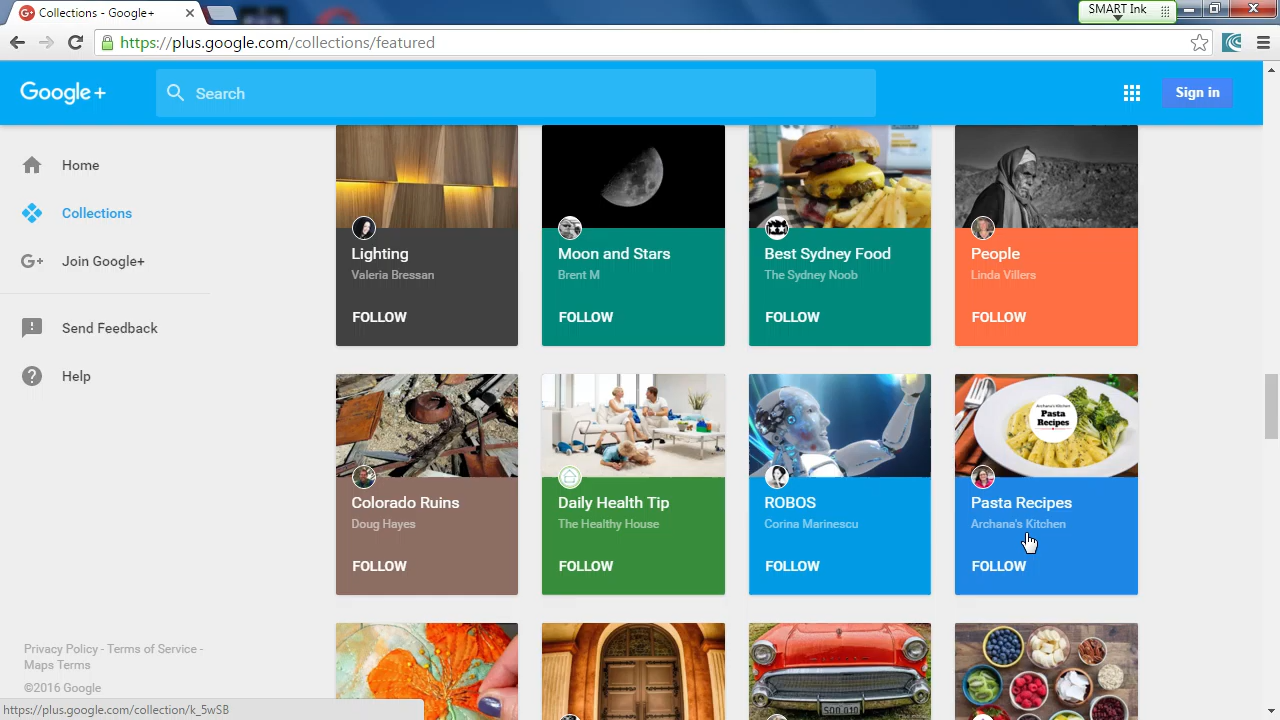 Collections - Google+
SMART Ink
https://plus.google.com/collections/featured
Google+
Search
Sign in
Home
Collections
G+ Join Google+
Send Feedback
Help
Lighting
Valeria Bressan
FOLLOW
Moon and Stars
Brent M
FOLLOW
Best Sydney Food
The Sydney Noob
FOLLOW
People
Linda Villers
FOLLOW
Colorado Ruins
Doug Hayes
FOLLOW
Daily Health Tip
The Healthy House
FOLLOW
ROBOS
Corina Marinescu
FOLLOW
Archana's Kitchen
Pasta
Recipes
Pasta Recipes
Archana's Kitchen
FOLLOW
Privacy Policy - Terms of Service -
Maps Terms
©2016 Google
https://plus.google.com/collection/k_5wSB